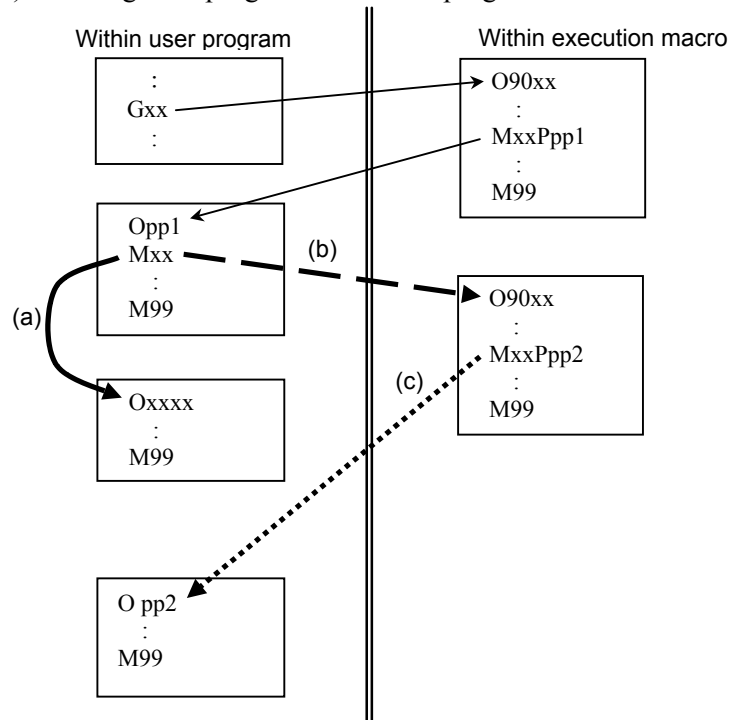 Within user program
:
Gxx
:
Opp1
Mxx
:
M99
(a)
Oxxxx
:
M99
O pp2
:
M99
(b)
(c)
Within execution macro
O90xx
:
MxxPpp1
:
M99
O90xx
:
MxxPpp2
:
M99